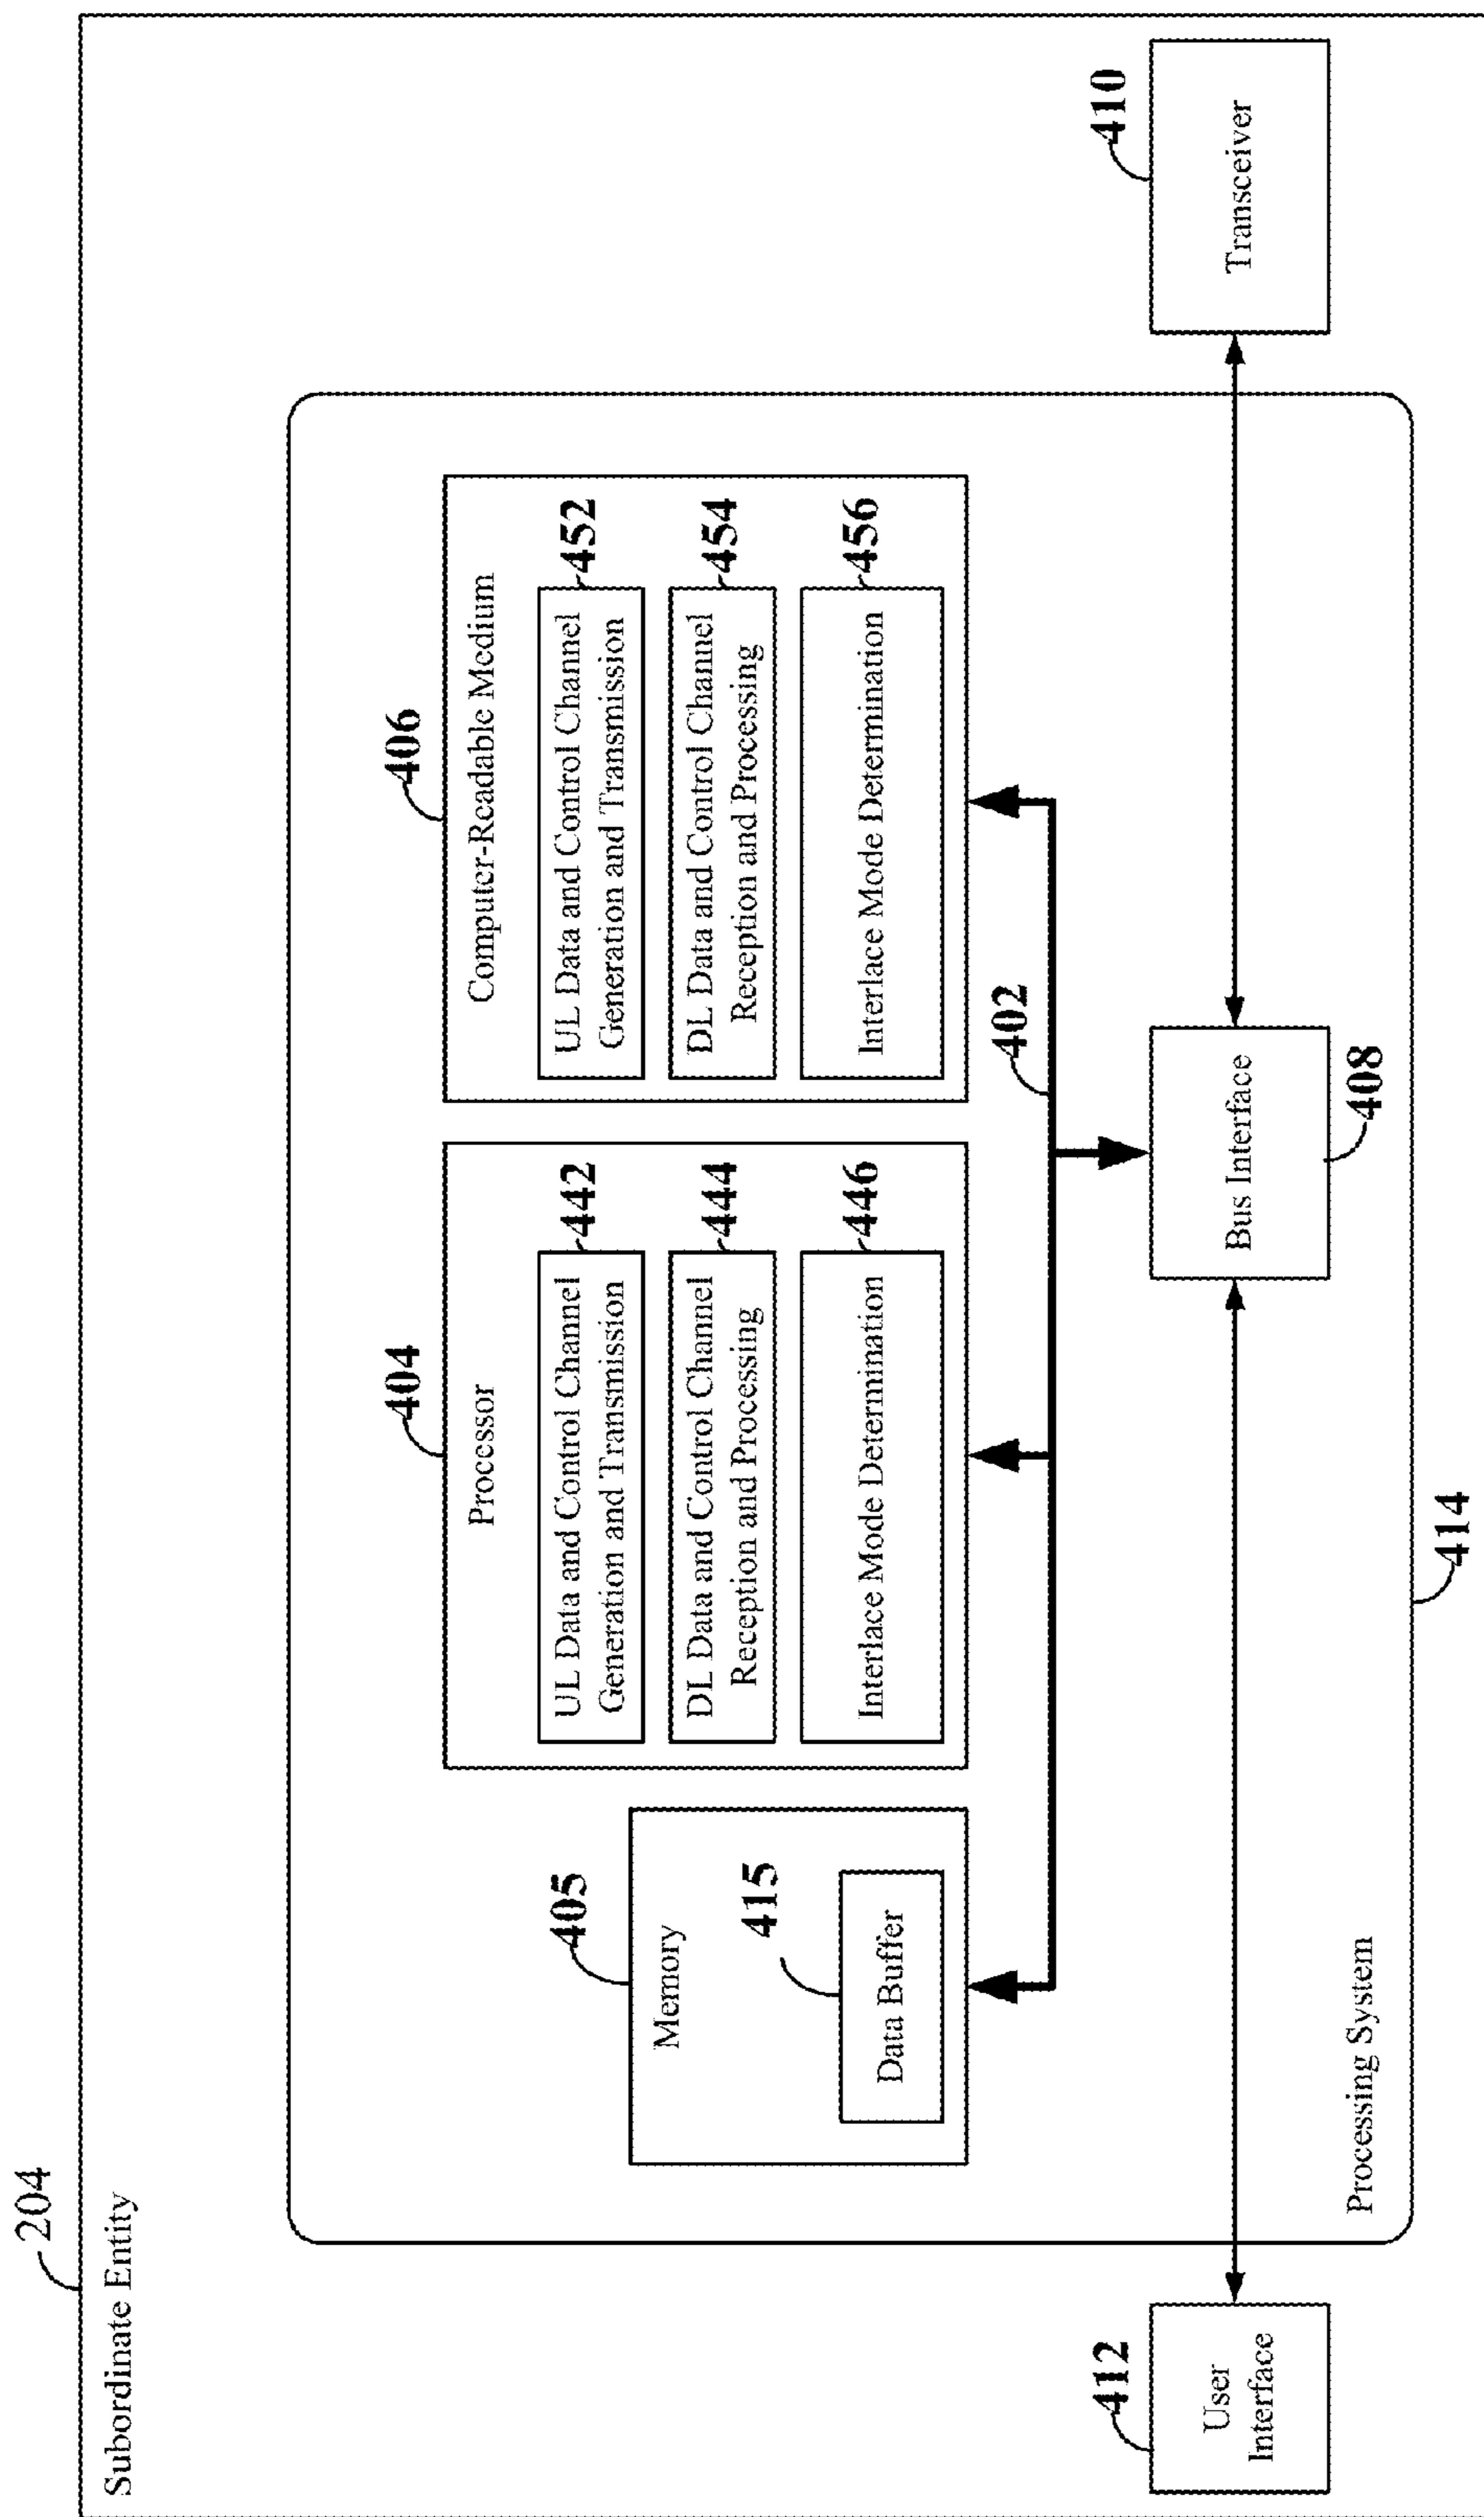 204
Subordinate Entity
404
406
Processor
Computer-Readable Medium
405
442
452
UL Data and Control Channel
Generation and Transmission
UL Data and Control Channel
Generation and Transmission
Memory
444
454
DL Data and Control Channel
Reception and Processing
DL Data and Control Channel
Reception and Processing
415
446
456
Data Buffer
Interlace Mode Determination
Interlace Mode Determination
402
412
410
User
Interface
Bus Interface
Transceiver
408
Processing System
414